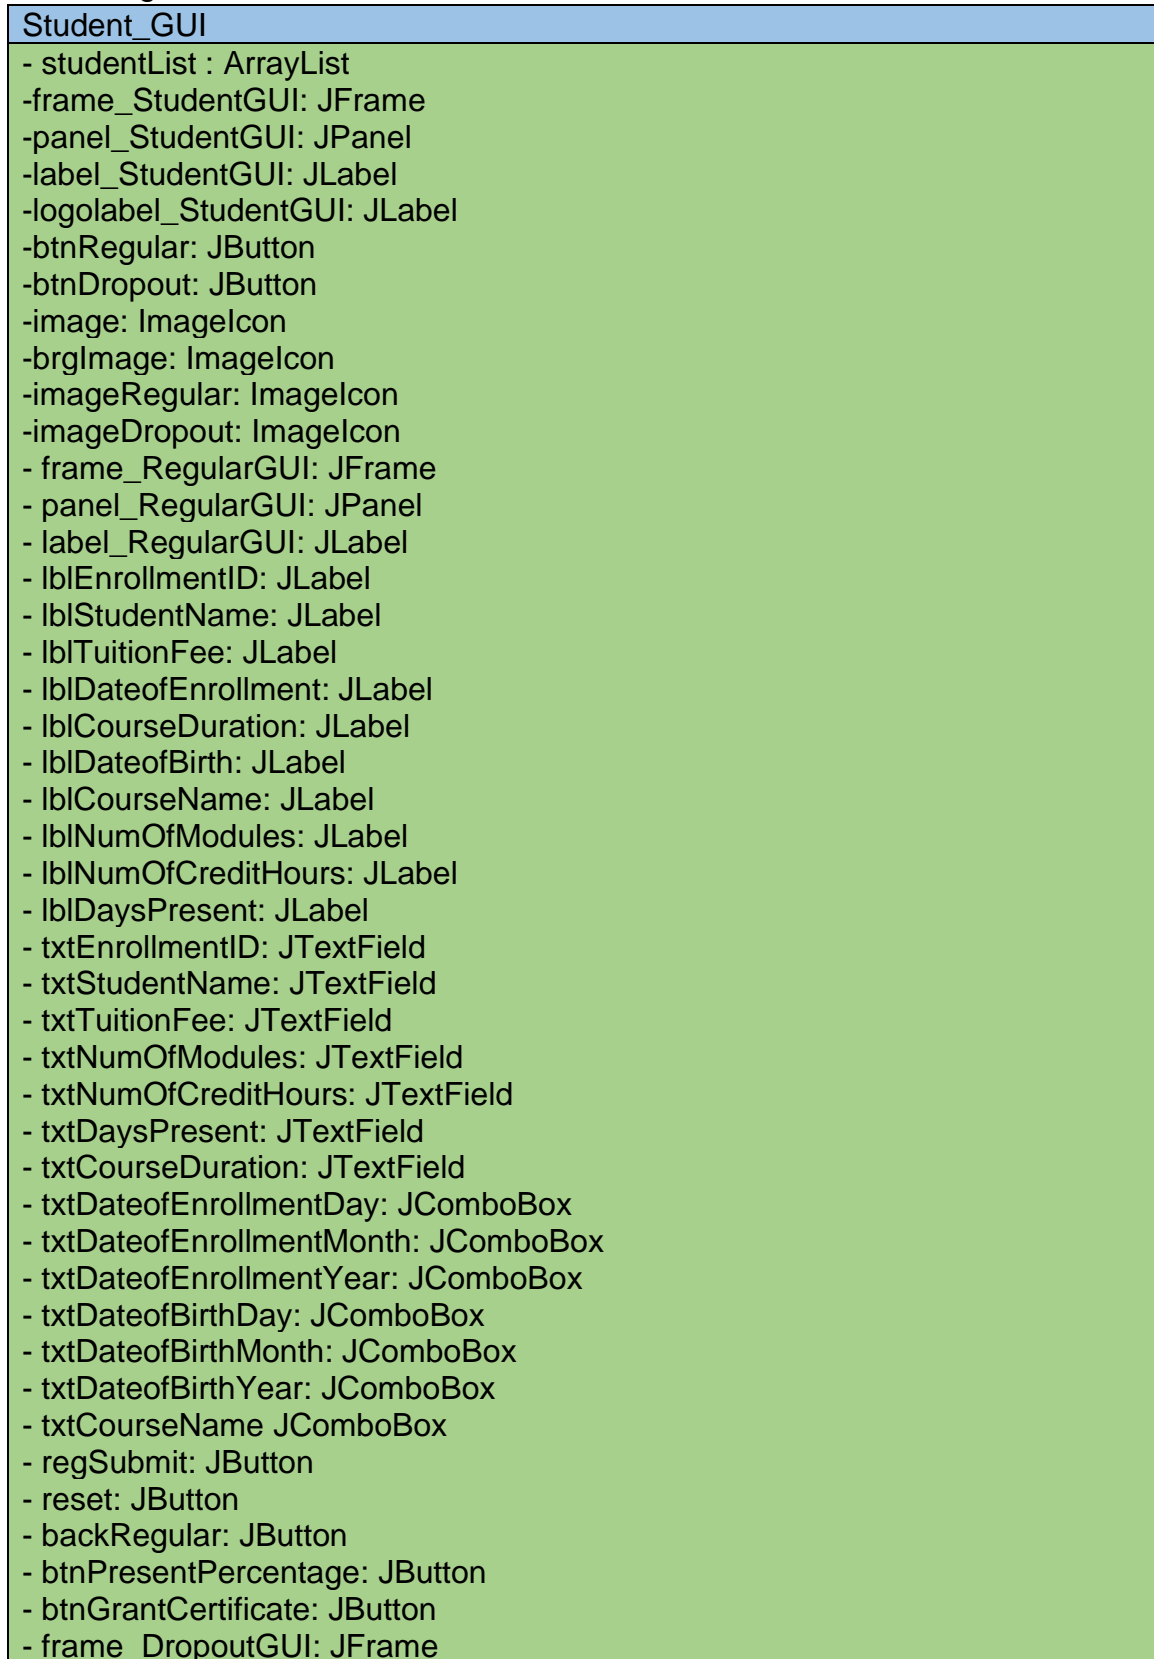 Student_GUI
- studentList : ArrayList
-frame_StudentGUI: JFrame
-panel_StudentGUI: JPanel
-label_StudentGUI: JLabel
-logolabel_StudentGUI: JLabel
-btnRegular: JButton
-btnDropout: JButton
-image: ImageIcon
-brgImage: ImageIcon
-imageRegular: ImageIcon
-imageDropout: ImageIcon
- frame_RegularGUI: JFrame
- panel_RegularGUI: JPanel
- label_RegularGUI: JLabel
- lblEnrollmentID: JLabel
- lblStudentName: JLabel
- lblTuitionFee: JLabel
- lblDateofEnrollment: JLabel
- lblCourseDuration: JLabel
- lblDateofBirth: JLabel
- lblCourseName: JLabel
- lblNumOfModules: JLabel
- lblNumOfCreditHours: JLabel
- lblDaysPresent: JLabel
- txtEnrollmentID: JTextField
- txtStudentName: JTextField
- txtTuitionFee: JTextField
- txtNumOfModules: JTextField
- txtNumOfCreditHours: JTextField
- txtDaysPresent: JTextField
- txtCourseDuration: JTextField
- txtDateofEnrollmentDay: JComboBox
- txtDateofEnrollmentMonth: JComboBox
- txtDateofEnrollmentYear: JComboBox
- txtDateofBirthDay: JComboBox
- txtDateofBirthMonth: JComboBox
- txtDateofBirthYear: JComboBox
- txtCourseName JComboBox
- regSubmit: JButton
- reset: JButton
- backRegular: JButton
- btnPresentPercentage: JButton
- btnGrantCertificate: JButton
- frame_DropoutGUI: JFrame